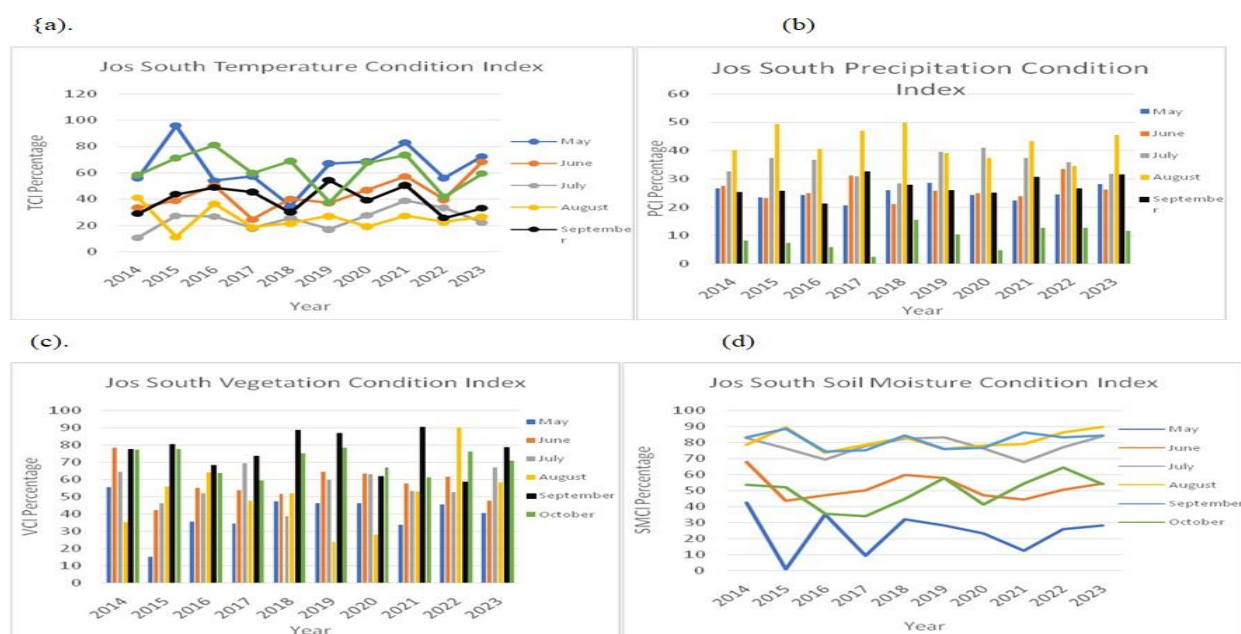 {a).
(b)
Jos South Temperature Condition Index
120
100
80
60
40
20
0
TCI Percentage
2014 2015 2016 2017 2018 2019 2020 2021 2022 2023
Year
May
June
July
August
Septembe
r
Jos South Precipitation Condition
Index
60
50
40
30
20
10
0
PCI Percentage
2014 2015 2016 2017 2018 2019 2020 2021 2022 2023
Year
May
June
July
August
Septembe
r
(c).
(d)
Jos South Vegetation Condition Index
100
90
80
70
60
50
40
30
20
10
0
VCI Percentage
2014 2015 2016 2017 2018 2019 2020 2021 2022 2023
Year
May
June
July
August
September
October
Jos South Soil Moisture Condition Index
100
90
80
70
60
50
40
30
20
10
0
SMCI Percentage
2014 2015 2016 2017 2018 2019 2020 2021 2022 2023
Year
May
June
July
August
September
October